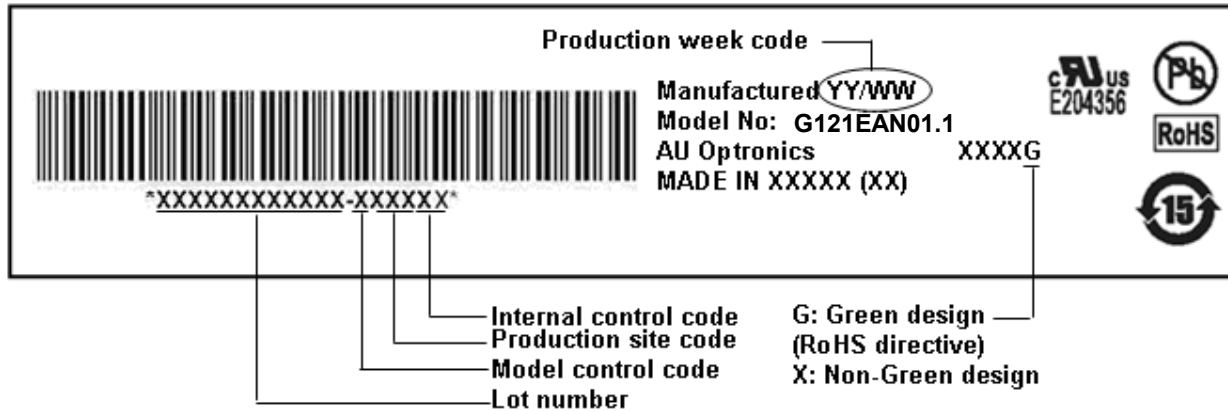 Production week code
Manufactured YY/WW
Model No: G121EAN01.1
AU Optronics XXXXG
MADE IN XXXXX (XX)
*XXXXXXXXXXXX-XXXXXX*
c RU US
E204356
Pb
RoHS
15
Internal control code
Production site code
Model control code
Lot number
G: Green design
(RoHS directive)
X: Non-Green design